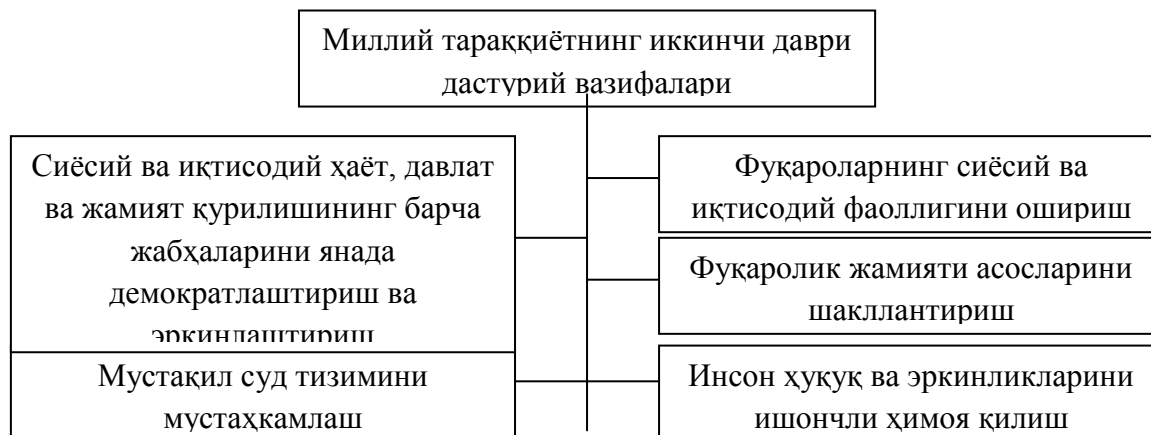 Миллий тараққиётнинг иккинчи даври
дастурий вазифалари
Сиёсий ва иқтисодий ҳаёт, давлат
ва жамият қурилишининг барча
жабҳаларини янада
демократлаштириш ва
эркинлаштириш
Мустақил суд тизимини
мустаҳкамлаш
Фуқароларнинг сиёсий ва
иқтисодий фаоллигини ошириш
Фуқаролик жамияти асосларини
шакллантириш
Инсон ҳуқуқ ва эркинликларини
ишончли ҳимоя қилиш